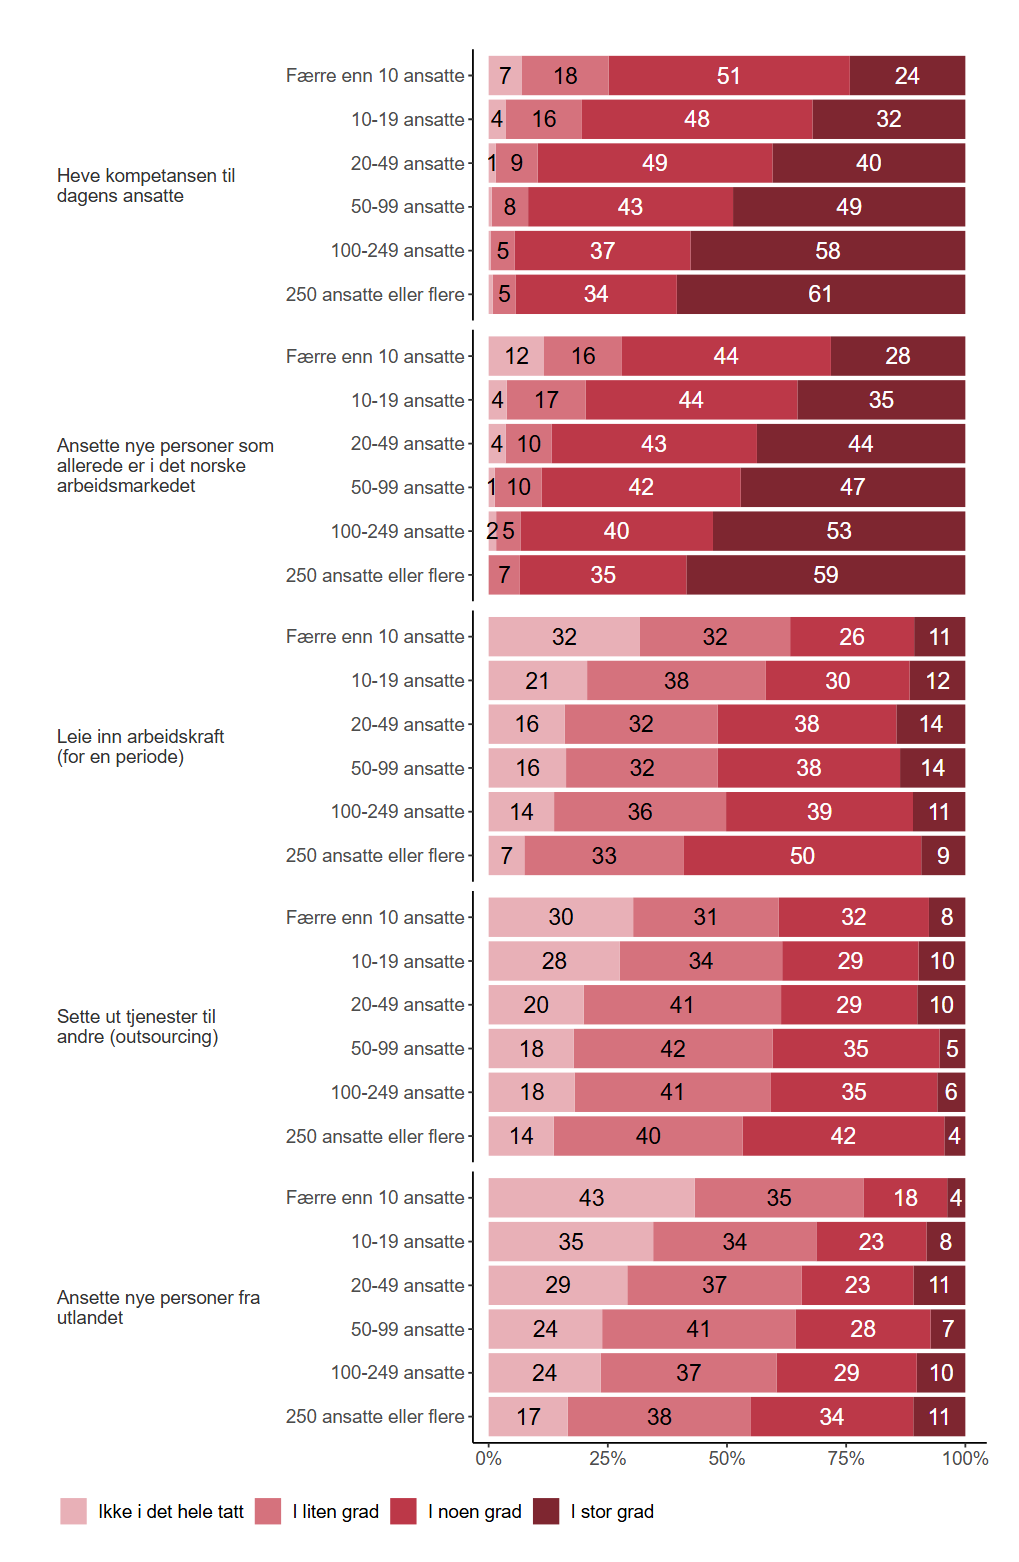 Færre enn 10 ansatte 7 18 51 24
10-19 ansatte 4 16 48 32
20-49 ansatte 1 9 49 40
Heve kompetansen til
dagens ansatte
50-99 ansatte 8 43 49
100-249 ansatte 5 37 58
250 ansatte eller flere 5 34 61
Færre enn 10 ansatte 12 16 44 28
10-19 ansatte 4 17 44 35
20-49 ansatte 4 10 43 44
Ansette nye personer som
allerede er i det norske
arbeidsmarkedet
50-99 ansatte 1 10 42 47
100-249 ansatte 2 5 40 53
250 ansatte eller flere 7 35 59
Færre enn 10 ansatte 32 32 26 11
10-19 ansatte 21 38 30 12
20-49 ansatte 16 32 38 14
Leie inn arbeidskraft
(for en periode)
50-99 ansatte 16 32 38 14
100-249 ansatte 14 36 39 11
250 ansatte eller flere 7 33 50 9
Færre enn 10 ansatte 30 31 32 8
10-19 ansatte 28 34 29 10
20-49 ansatte 20 41 29 10
Sette ut tjenester til
andre (outsourcing)
50-99 ansatte 18 42 35 5
100-249 ansatte 18 41 35 6
250 ansatte eller flere 14 40 42 4
Færre enn 10 ansatte 43 35 18 4
10-19 ansatte 35 34 23 8
20-49 ansatte 29 37 23 11
Ansette nye personer fra
utlandet
50-99 ansatte 24 41 28 7
100-249 ansatte 24 37 29 10
250 ansatte eller flere 17 38 34 11
0% 25% 50% 75% 100%
Ikke i det hele tatt I liten grad I noen grad I stor grad